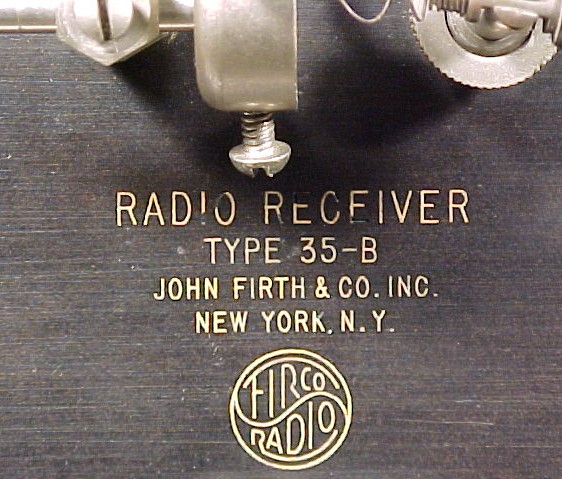 RADIO RECEIVER
TYPE 35-B
JOHN FIRTH & CO. INC.
NEW YORK, N.Y.
FIRCO
RADIO